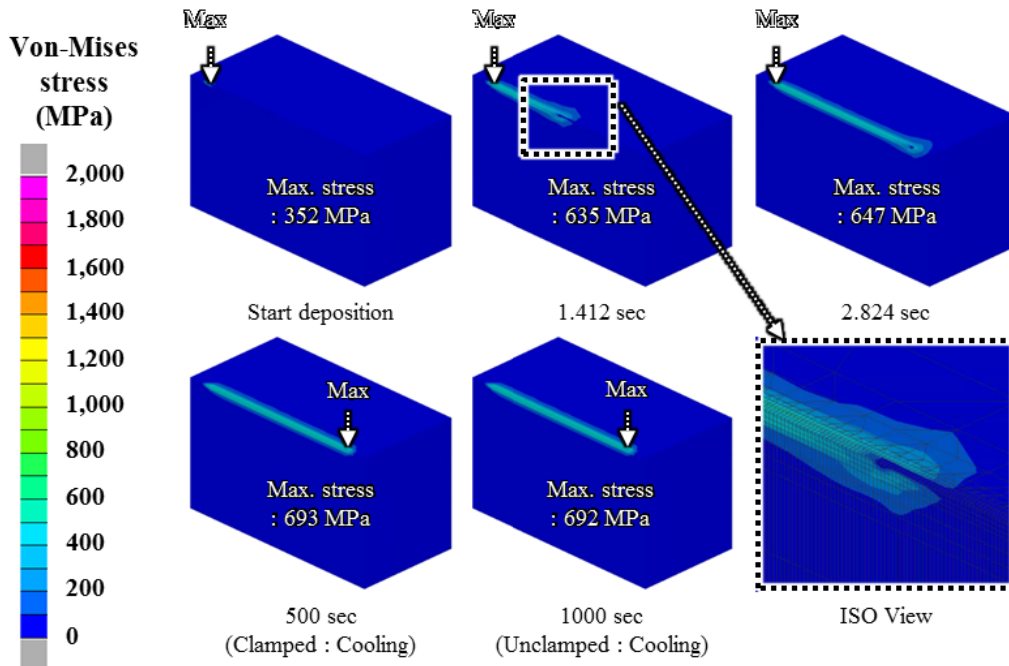 Von-Mises
stress
(MPa)
2,000
1,800
1,600
1,400
1,200
1,000
800
600
400
200
0
Max
Max. stress
: 352 MPa
Start deposition
Max
Max. stress
: 635 MPa
1.412 sec
Max
Max. stress
: 647 MPa
2.824 sec
Max
Max. stress
: 693 MPa
500 sec
(Clamped : Cooling)
Max
Max. stress
: 692 MPa
1000 sec
(Unclamped : Cooling)
ISO View